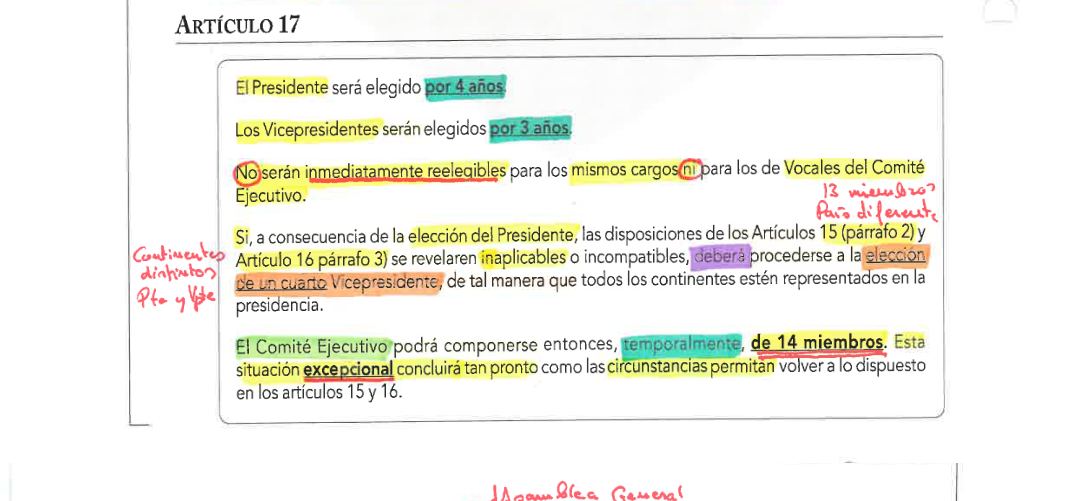 ARTÍCULO 17
El Presidente será elegido por 4 años.
Los Vicepresidentes serán elegidos por 3 años.
No serán inmediatamente reelegibles para los mismos cargos ni para los de Vocales del Comité
Ejecutivo.
13 miembros
País diferente
Si, a consecuencia de la elección del Presidente, las disposiciones de los Artículos 15 (párrafo 2) y
Artículo 16 párrafo 3) se revelaren inaplicables o incompatibles, deberá procederse a la elección
de un cuarto Vicepresidente, de tal manera que todos los continentes estén representados en la
presidencia.
Continentes
distintos
Pte y Vpte
El Comité Ejecutivo podrá componerse entonces, temporalmente, de 14 miembros. Esta
situación excepcional concluirá tan pronto como las circunstancias permitan volver a lo dispuesto
en los artículos 15 y 16.
Asamblea General